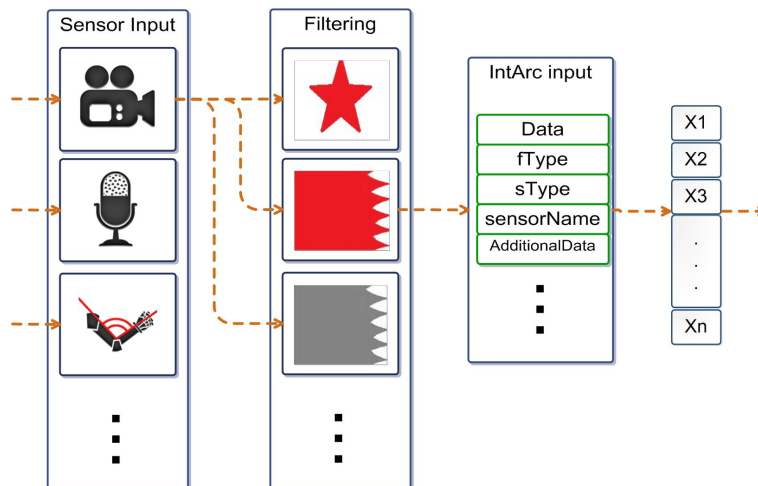 Sensor Input
Filtering
IntArc input
Data
fType
sType
sensorName
AdditionalData
X1
X2
X3
.
.
.
Xn